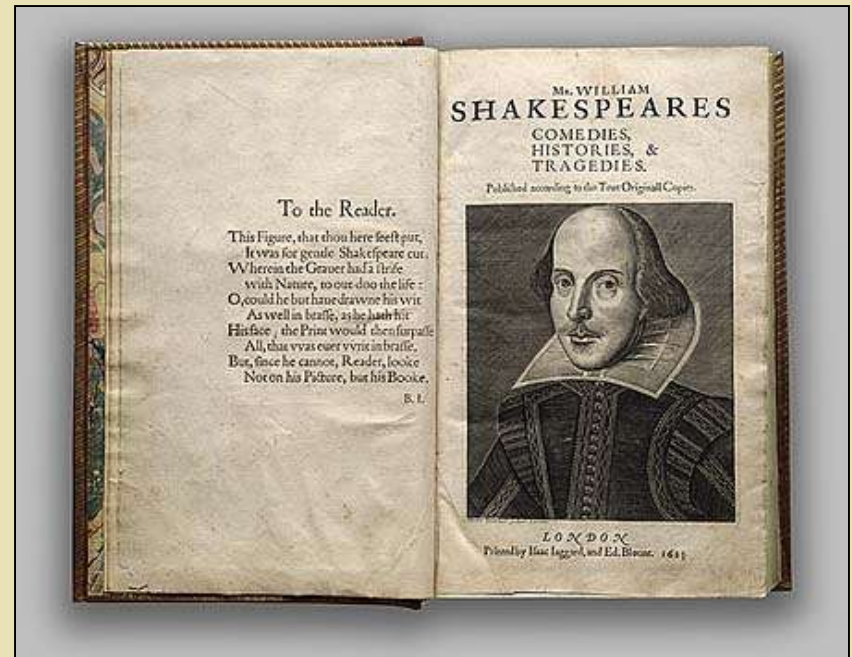 To the Reader.
This Figure, that thou here seeſt put,
It was for gentle Shakeſpeare cut;
Wherein the Grauer had a ſtrife
with Nature, to out-doo the life :
O, could he but haue drawne his wit
As well in braſſe, as he hath hit
His face ; the Print would then ſurpaſſe
All, that vvas euer vvrit in braſſe.
But, ſince he cannot, Reader, looke
Not on his Picture, but his Booke.
B. I.
Mr. WILLIAM
SHAKESPEARES
COMEDIES,
HISTORIES, &
TRAGEDIES.
Publiſhed according to the True Originall Copies.
LONDON
Printed by Iſaac Iaggard, and Ed. Blount. 1623